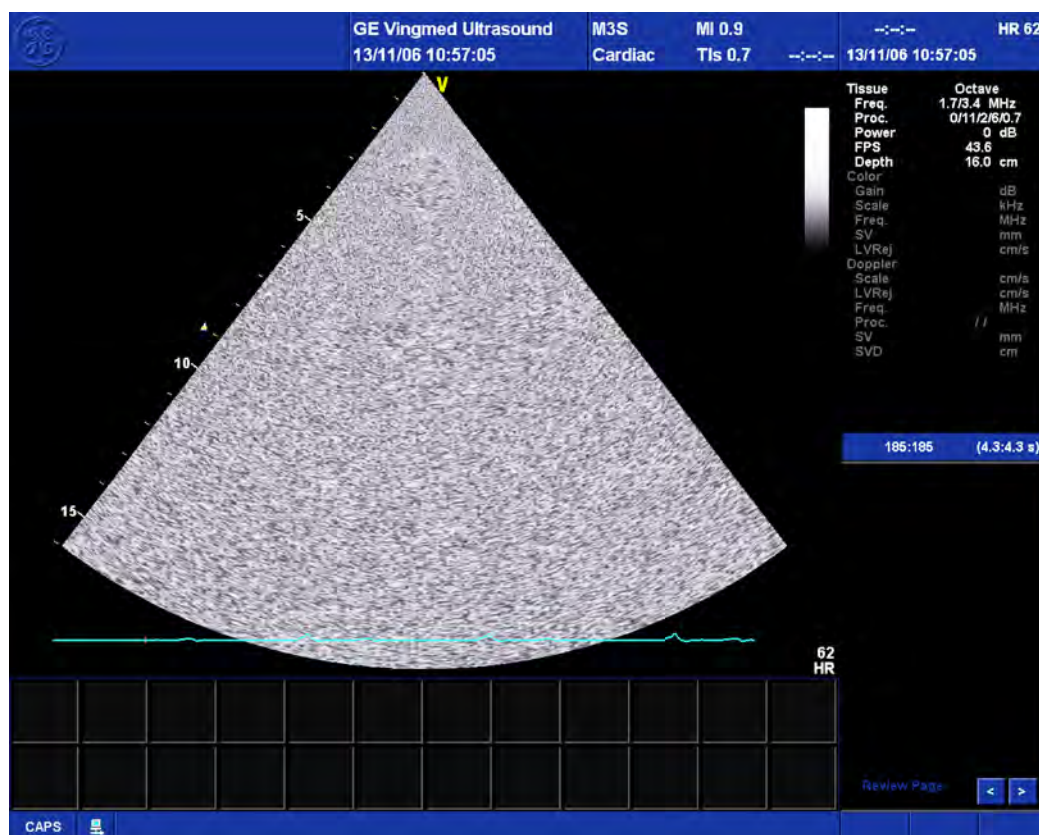 GE Vingmed Ultrasound
13/11/06 10:57:05
M3S
Cardiac
MI 0.9
TIs 0.7
--:--:--
--:--:--
HR 62
13/11/06 10:57:05
V
5
10
15
Tissue Octave
Freq. 1.7/3.4 MHz
Proc. 0/11/2/6/0.7
Power 0 dB
FPS 43.6
Depth 16.0 cm
Color
Gain dB
Scale kHz
Freq. MHz
SV mm
LVRej cm/s
Doppler
Scale cm/s
LVRej cm/s
Freq. MHz
Proc. / /
SV mm
SVD cm
185:185 (4.3:4.3 s)
62
HR
Review Page
< >
CAPS